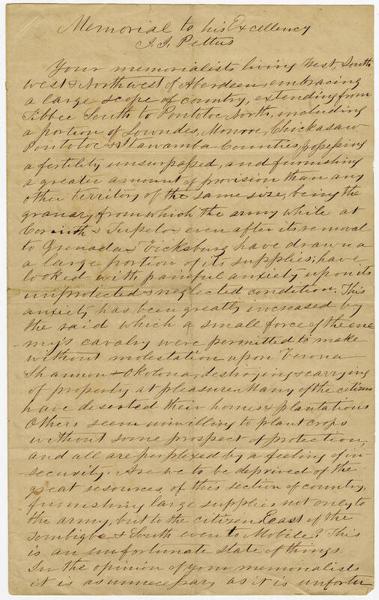 Memorial to his Excellency
J. J. Pettus
Your memorialists living West, South
west & Northwest of Aberdeen, embracing
a large scope of country, extending from
Tibbee South to Pontotoc North, including
a portion of Lowndes, Monroe, Chickasaw
Pontotoc & Itawamba Counties, possessing
a fertility unsurpassed, and furnishing
a greater amount of provision than any
other territory of the same size, being the
granary from which the army while at
Corinth & Tupelo & even after its removal
to Grenada & Vicksburg have drawn
a large portion of its supplies; have
looked with painful anxiety upon its
unprotected & neglected condition. This
anxiety has been greatly increased by
the raid which a small force of the ene
my's cavalry were permitted to make
without molestation upon Verona
Shannon & Okolona, destroying & carrying
of property at pleasure. Many of the citizens
have deserted their homes & plantations
Others seem unwilling to plant crops
without some prospect of protection,
and all are perplexed by a feeling of in-
security. Are we to be deprived of the
great resources of this section of country,
furnishing large supplies not only to
the army, but to the citizens East of the
Tombigbee & South even to Mobile? This
is an unfortunate state of things.
In the opinion of your memorialists
it is as unnecessary as it is unfortu